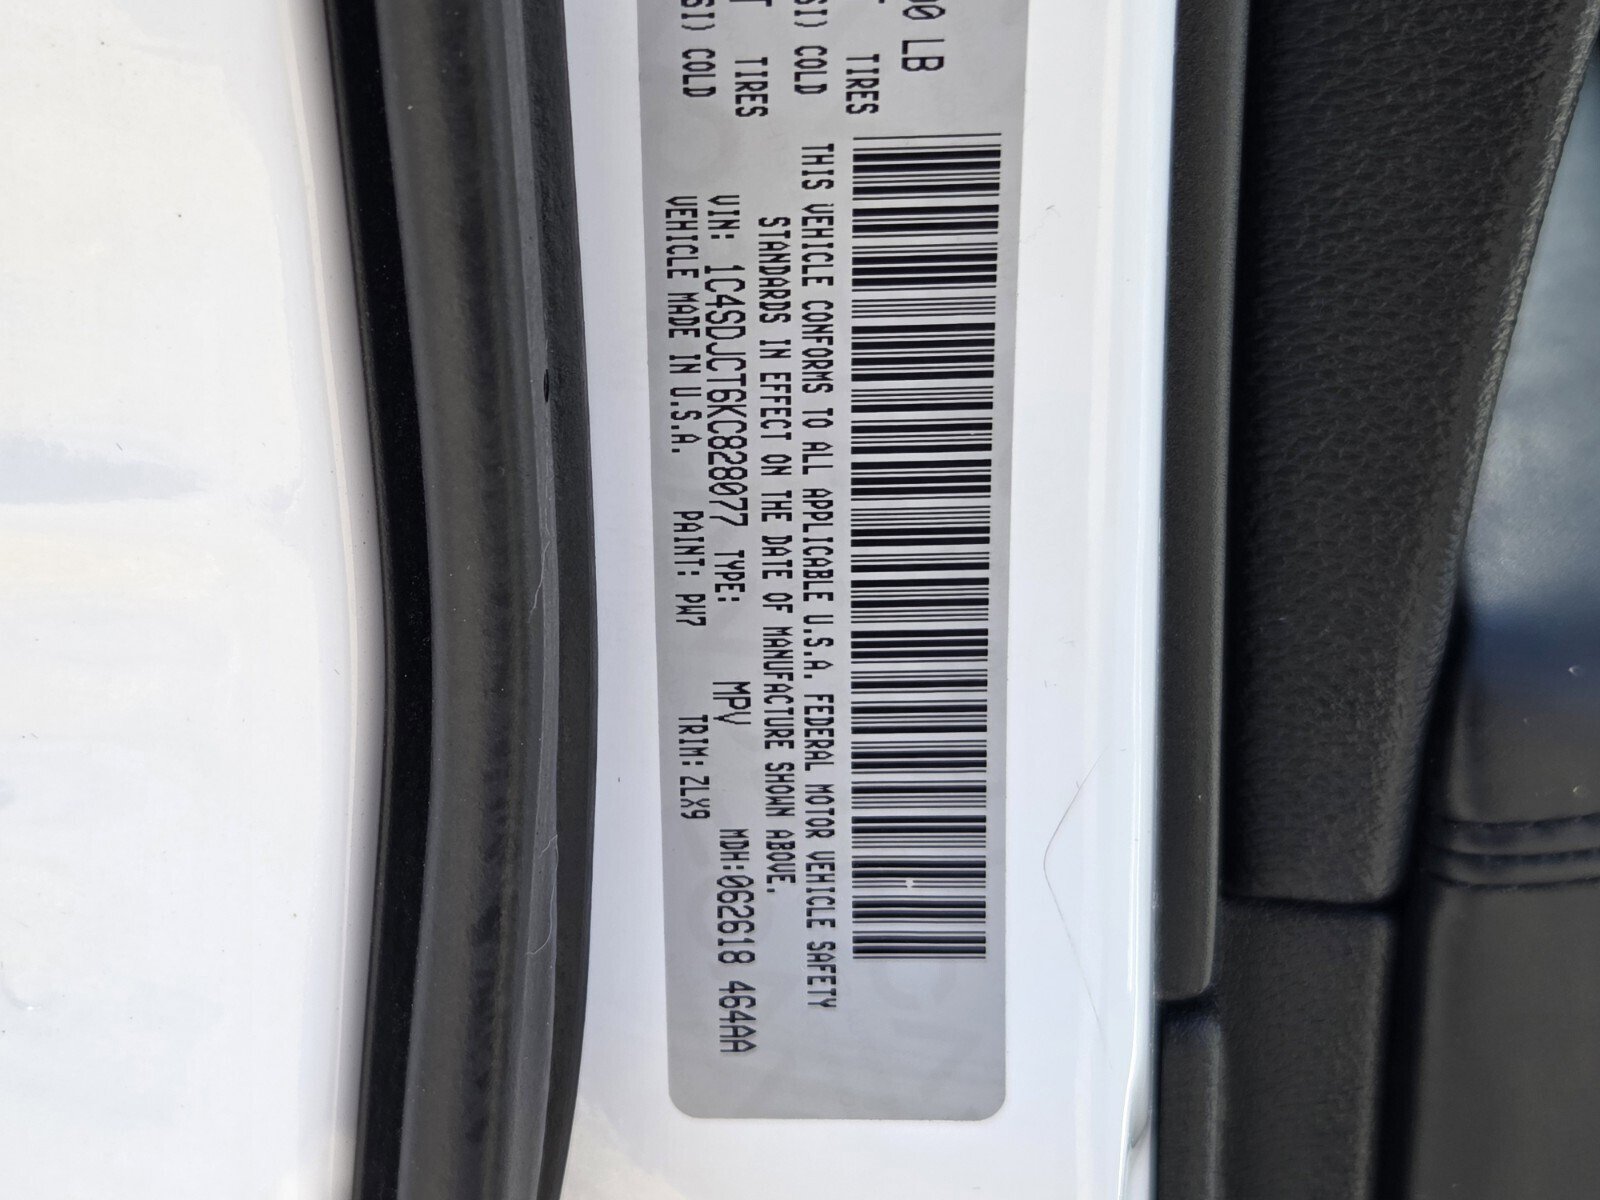 00 LB
T TIRES
SI) COLD
T TIRES
SI) COLD
THIS VEHICLE CONFORMS TO ALL APPLICABLE U.S.A. FEDERAL MOTOR VEHICLE SAFETY
STANDARDS IN EFFECT ON THE DATE OF MANUFACTURE SHOWN ABOVE.
VIN: 1C4SDJCT6KC828077 TYPE: MPV MDH:062618 464AA
VEHICLE MADE IN U.S.A. PAINT: PW7 TRIM: ZLX9